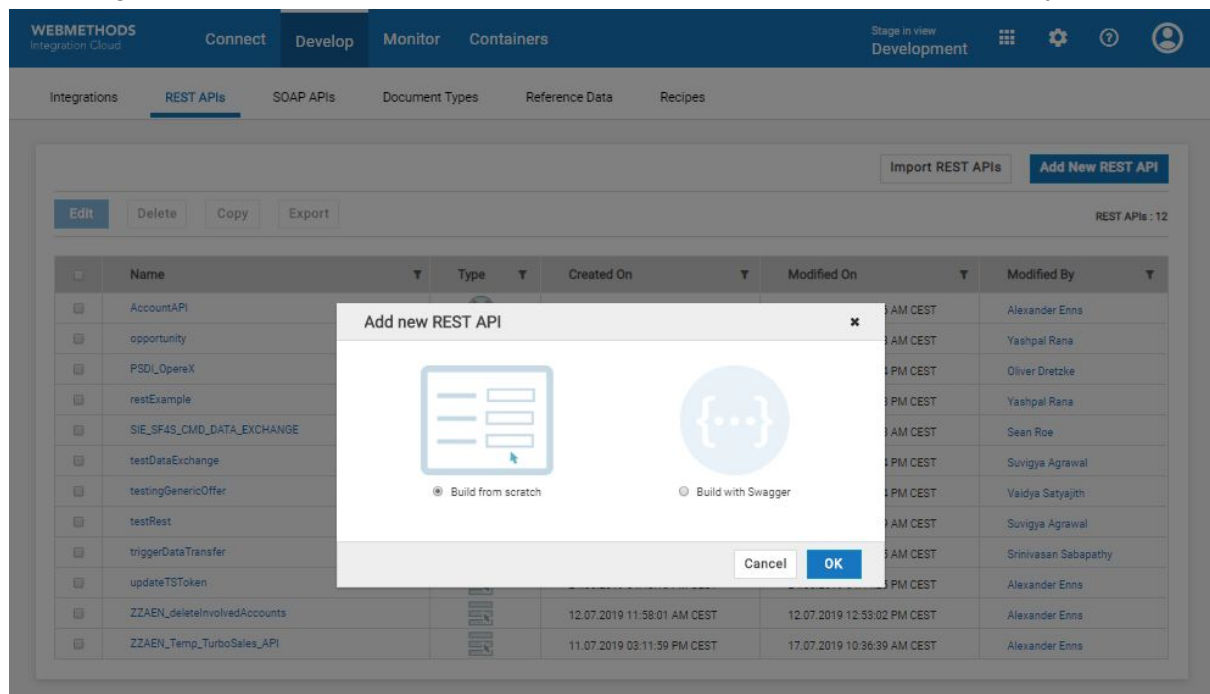 WEBMETHODS
Integration Cloud
Connect Develop Monitor Containers
Stage in view
Development
Integrations REST APIs SOAP APIs Document Types Reference Data Recipes
Import REST APIs Add New REST API
Edit Delete Copy Export REST APIs : 12
Name Type Created On Modified On Modified By
AccountAPI AM CEST Alexander Enns
Add new REST API
opportunity AM CEST Yashpal Rana
PSDI_OpereX PM CEST Oliver Dretzke
restExample PM CEST Yashpal Rana
SIE_SF4S_CMD_DATA_EXCHANGE AM CEST Sean Roe
testDataExchange PM CEST Suvigya Agrawal
testingGenericOffer Build from scratch Build with Swagger PM CEST Vaidya Satyajith
testRest AM CEST Suvigya Agrawal
triggerDataTransfer AM CEST Srinivasan Sabapathy
Cancel OK
updateTSToken PM CEST Alexander Enns
ZZAEN_deleteInvolvedAccounts 12.07.2019 11:58:01 AM CEST 12.07.2019 12:53:02 PM CEST Alexander Enns
ZZAEN_Temp_TurboSales_API 11.07.2019 03:11:59 PM CEST 17.07.2019 10:36:39 AM CEST Alexander Enns